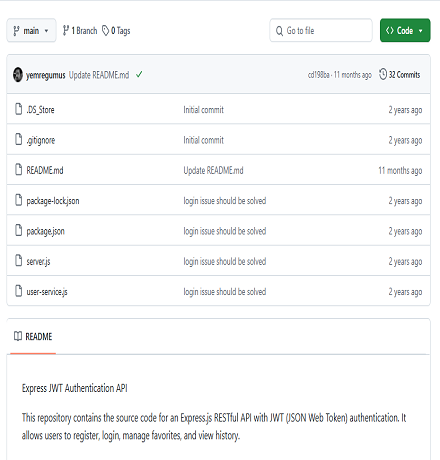 main 1 Branch 0 Tags Go to file Code
yemregumus Update README.md cd198ba · 11 months ago 32 Commits
.DS_Store Initial commit 2 years ago
.gitignore Initial commit 2 years ago
README.md Update README.md 11 months ago
package-lock.json login issue should be solved 2 years ago
package.json login issue should be solved 2 years ago
server.js login issue should be solved 2 years ago
user-service.js login issue should be solved 2 years ago
README
Express JWT Authentication API
This repository contains the source code for an Express.js RESTful API with JWT (JSON Web Token) authentication. It
allows users to register, login, manage favorites, and view history.